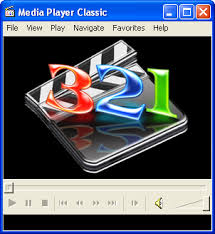 Media Player Classic
File View Play Navigate Favorites Help
321